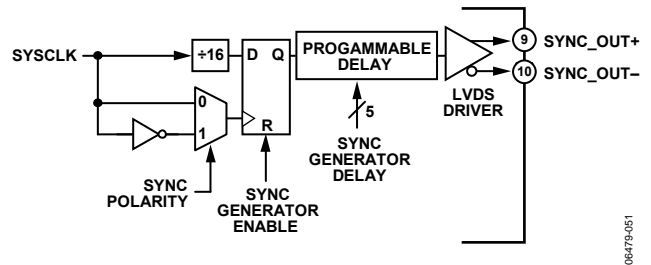 SYSCLK
÷16
D Q
R
PROGAMMABLE
DELAY
9 SYNC_OUT+
10 SYNC_OUT–
LVDS
DRIVER
0
1
5
SYNC
GENERATOR
DELAY
SYNC
POLARITY
SYNC
GENERATOR
ENABLE
06479-051